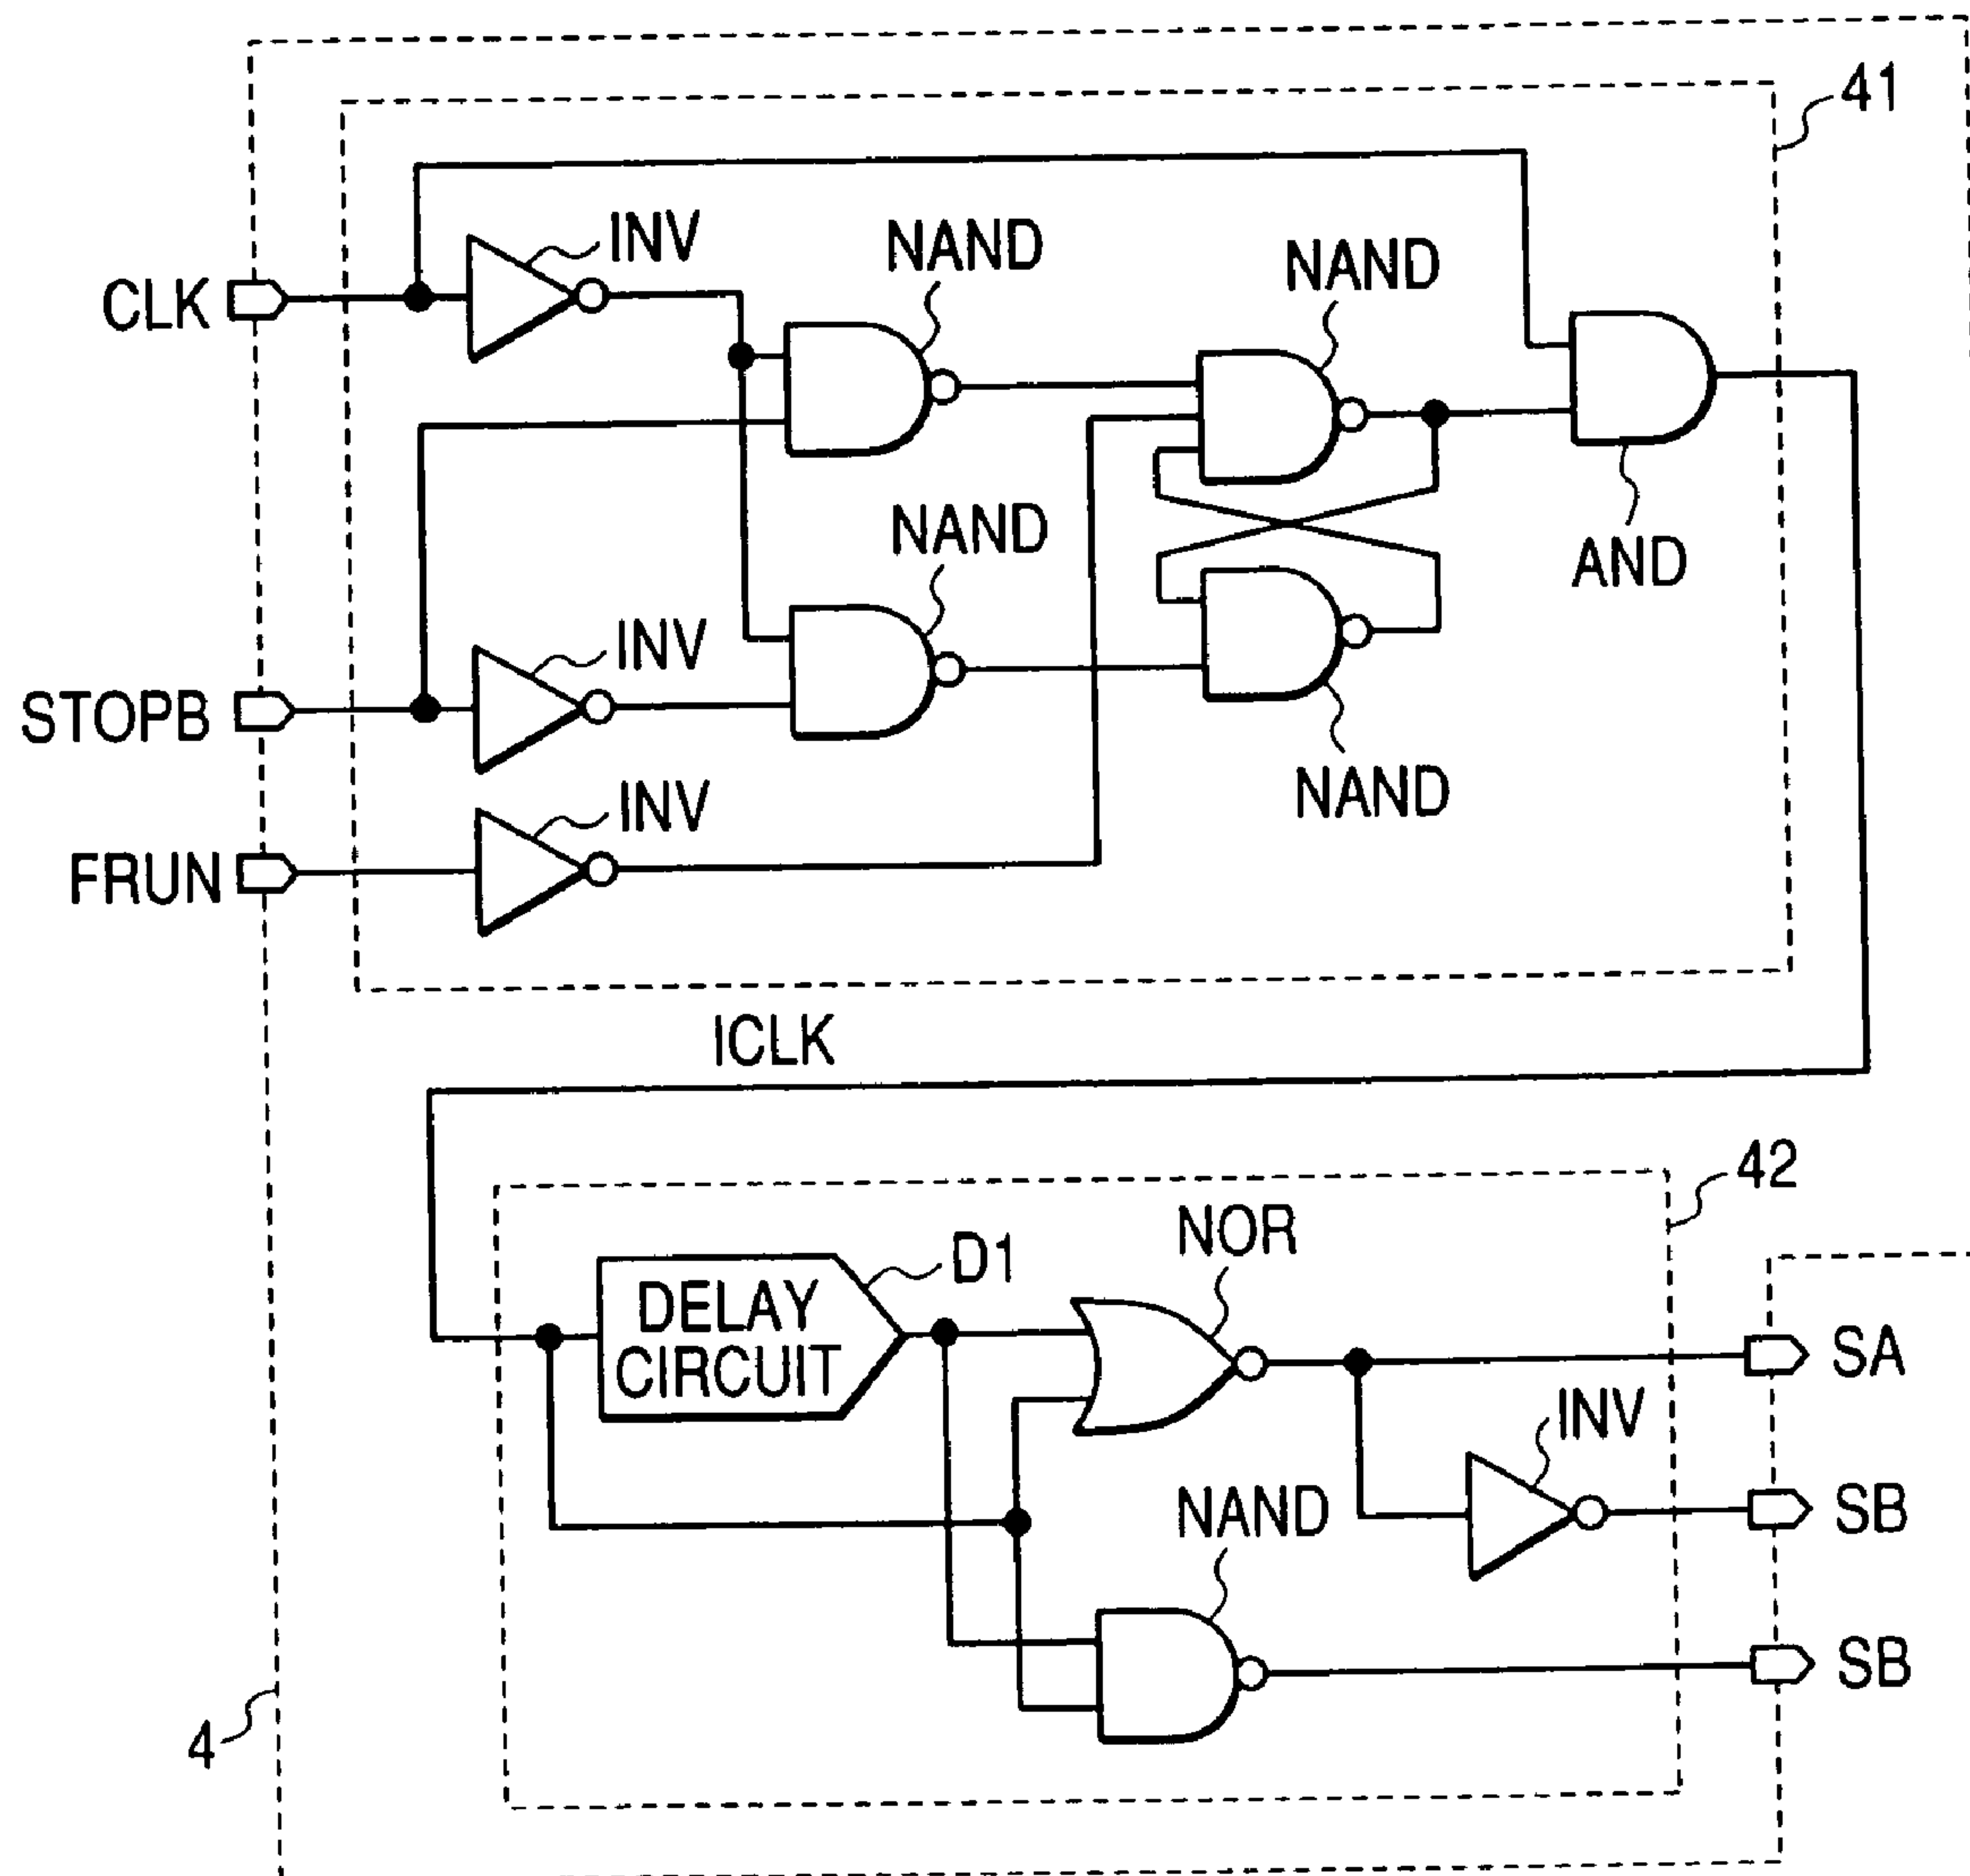 41
INV
NAND
NAND
CLK
NAND
AND
INV
STOPB
NAND
INV
FRUN
ICLK
42
NOR
D1
DELAY
CIRCUIT
SA
INV
NAND
SB
SB
4